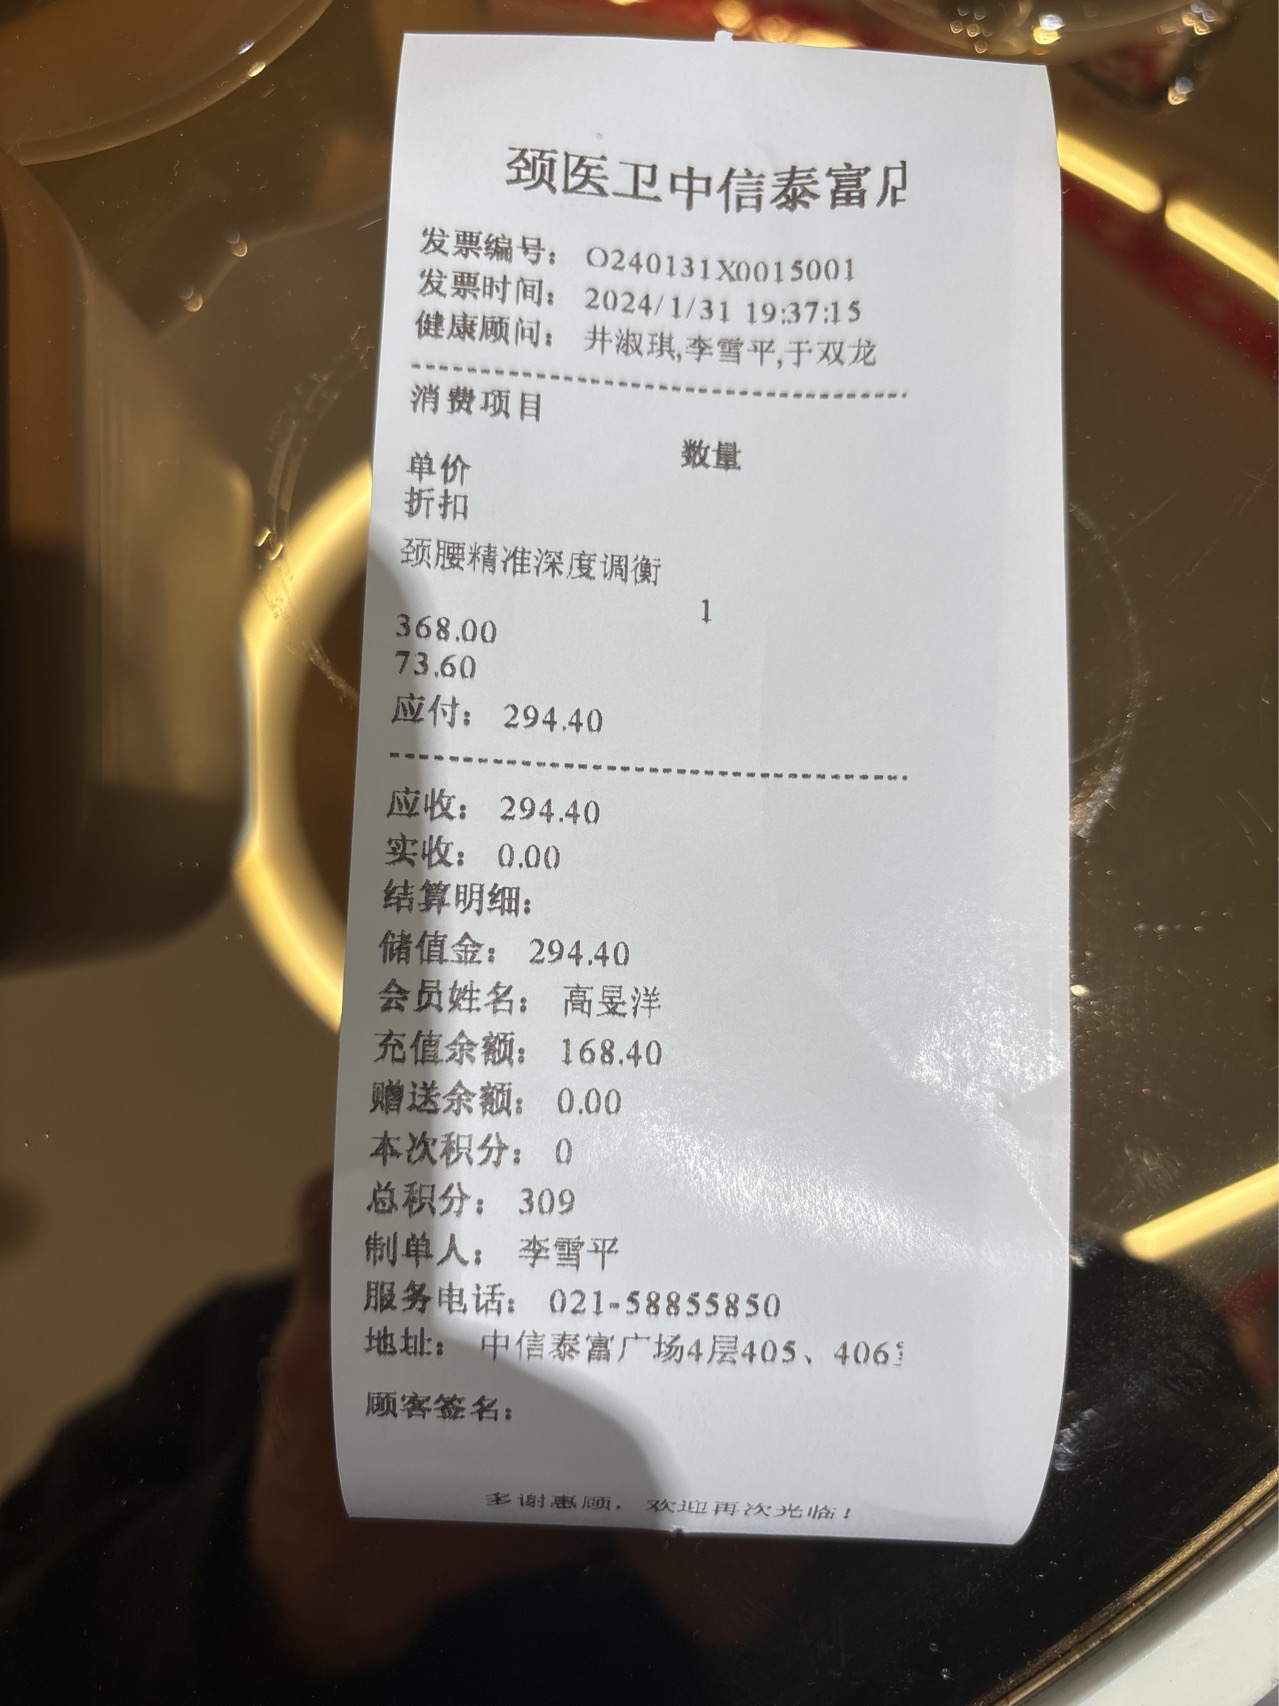 颈医卫中信泰富店
发票编号： O240131X0015001
发票时间： 2024/1/31 19:37:15
健康顾问： 井淑琪,李雪平,于双龙
消费项目
数量
单价
折扣
颈腰精准深度调衡
1
368.00
73.60
应付： 294.40
应收： 294.40
实收： 0.00
结算明细：
储值金： 294.40
会员姓名： 高旻洋
充值余额： 168.40
赠送余额： 0.00
本次积分： 0
总积分： 309
制单人： 李雪平
服务电话： 021-58855850
地址： 中信泰富广场4层405、406
顾客签名：
多谢惠顾，欢迎再次光临！